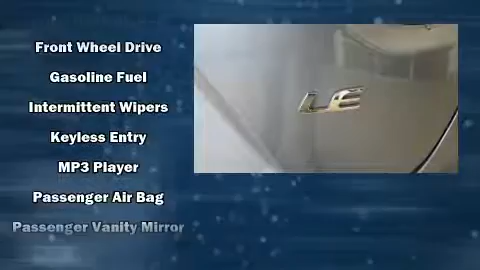 Front Wheel Drive
Gasoline Fuel
Intermittent Wipers
Keyless Entry
MP3 Player
Passenger Air Bag
Passenger Vanity Mirror
LE